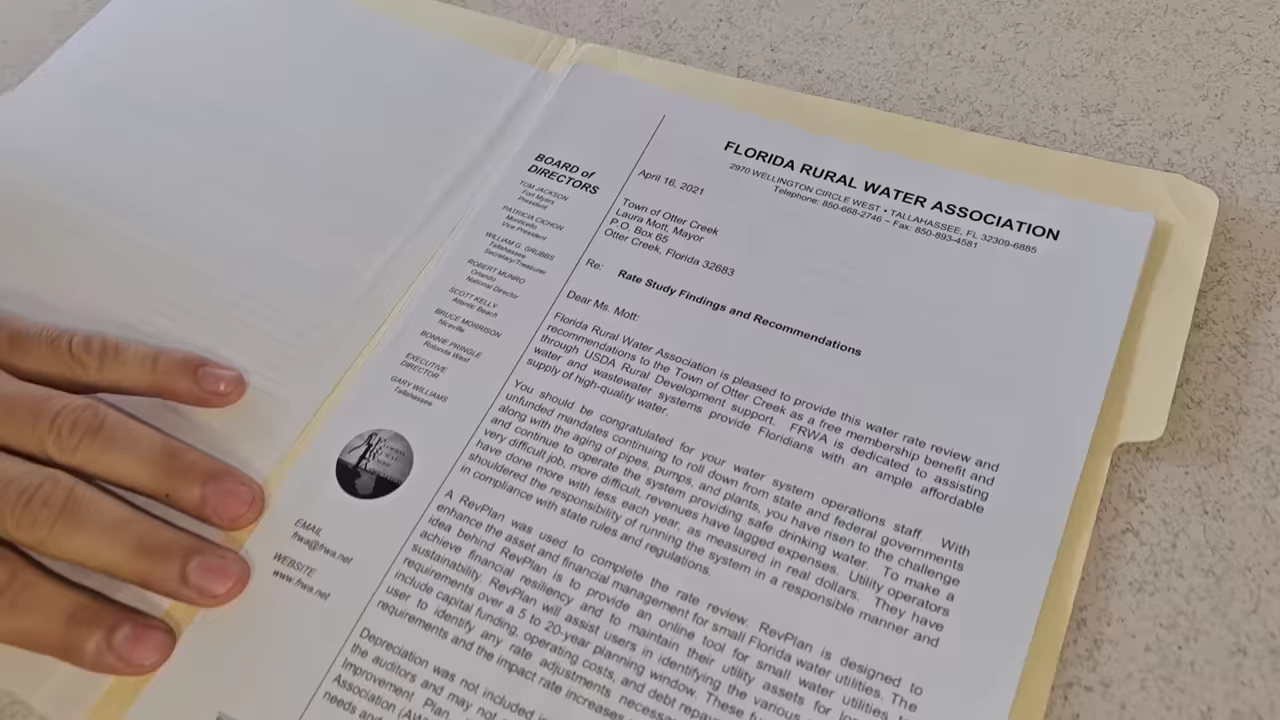 FLORIDA RURAL WATER ASSOCIATION
2970 WELLINGTON CIRCLE WEST • TALLAHASSEE, FL 32309-6885
Telephone: 850-668-2746 ~ Fax: 850-893-4581
BOARD of
DIRECTORS
TOM JACKSON
Fort Myers
President
PATRICIA CICHON
Monticello
Vice President
WILLIAM G. GRUBBS
Tallahassee
Secretary/Treasurer
ROBERT MUNRO
Orlando
National Director
SCOTT KELLY
Atlantic Beach
BRUCE MORRISON
Niceville
BONNIE PRINGLE
Rotonda West
EXECUTIVE
DIRECTOR
GARY WILLIAMS
Tallahassee
EMAIL
frwa@frwa.net
WEBSITE
www.frwa.net
April 16, 2021
Town of Otter Creek
Laura Mott, Mayor
P.O. Box 65
Otter Creek, Florida 32683
Re: Rate Study Findings and Recommendations
Dear Ms. Mott:
Florida Rural Water Association is pleased to provide this water rate review and
recommendations to the Town of Otter Creek as a free membership benefit and
through USDA Rural Development support. FRWA is dedicated to assisting
water and wastewater systems provide Floridians with an ample affordable
supply of high-quality water.
You should be congratulated for your water system operations staff. With
unfunded mandates continuing to roll down from state and federal governments
along with the aging of pipes, pumps, and plants, you have risen to the challenge
and continue to operate the system providing safe drinking water. To make a
very difficult job, more difficult, revenues have lagged expenses. Utility operators
have done more with less each year, as measured in real dollars. They have
shouldered the responsibility of running the system in a responsible manner and
in compliance with state rules and regulations.
A RevPlan was used to complete the rate review. RevPlan is designed to
enhance the asset and financial management for small Florida water utilities. The
idea behind RevPlan is to provide an online tool for small water utilities to
achieve financial resiliency and to maintain their utility assets for
sustainability. RevPlan will assist users in identifying the various
requirements over a 5 to 20-year planning window. These
include capital funding, operating costs, and debt
user to identify any rate adjustments
requirements and the impact rate increases
Depreciation was not included
the auditors and may not
Improvement Plan
Association
needs and